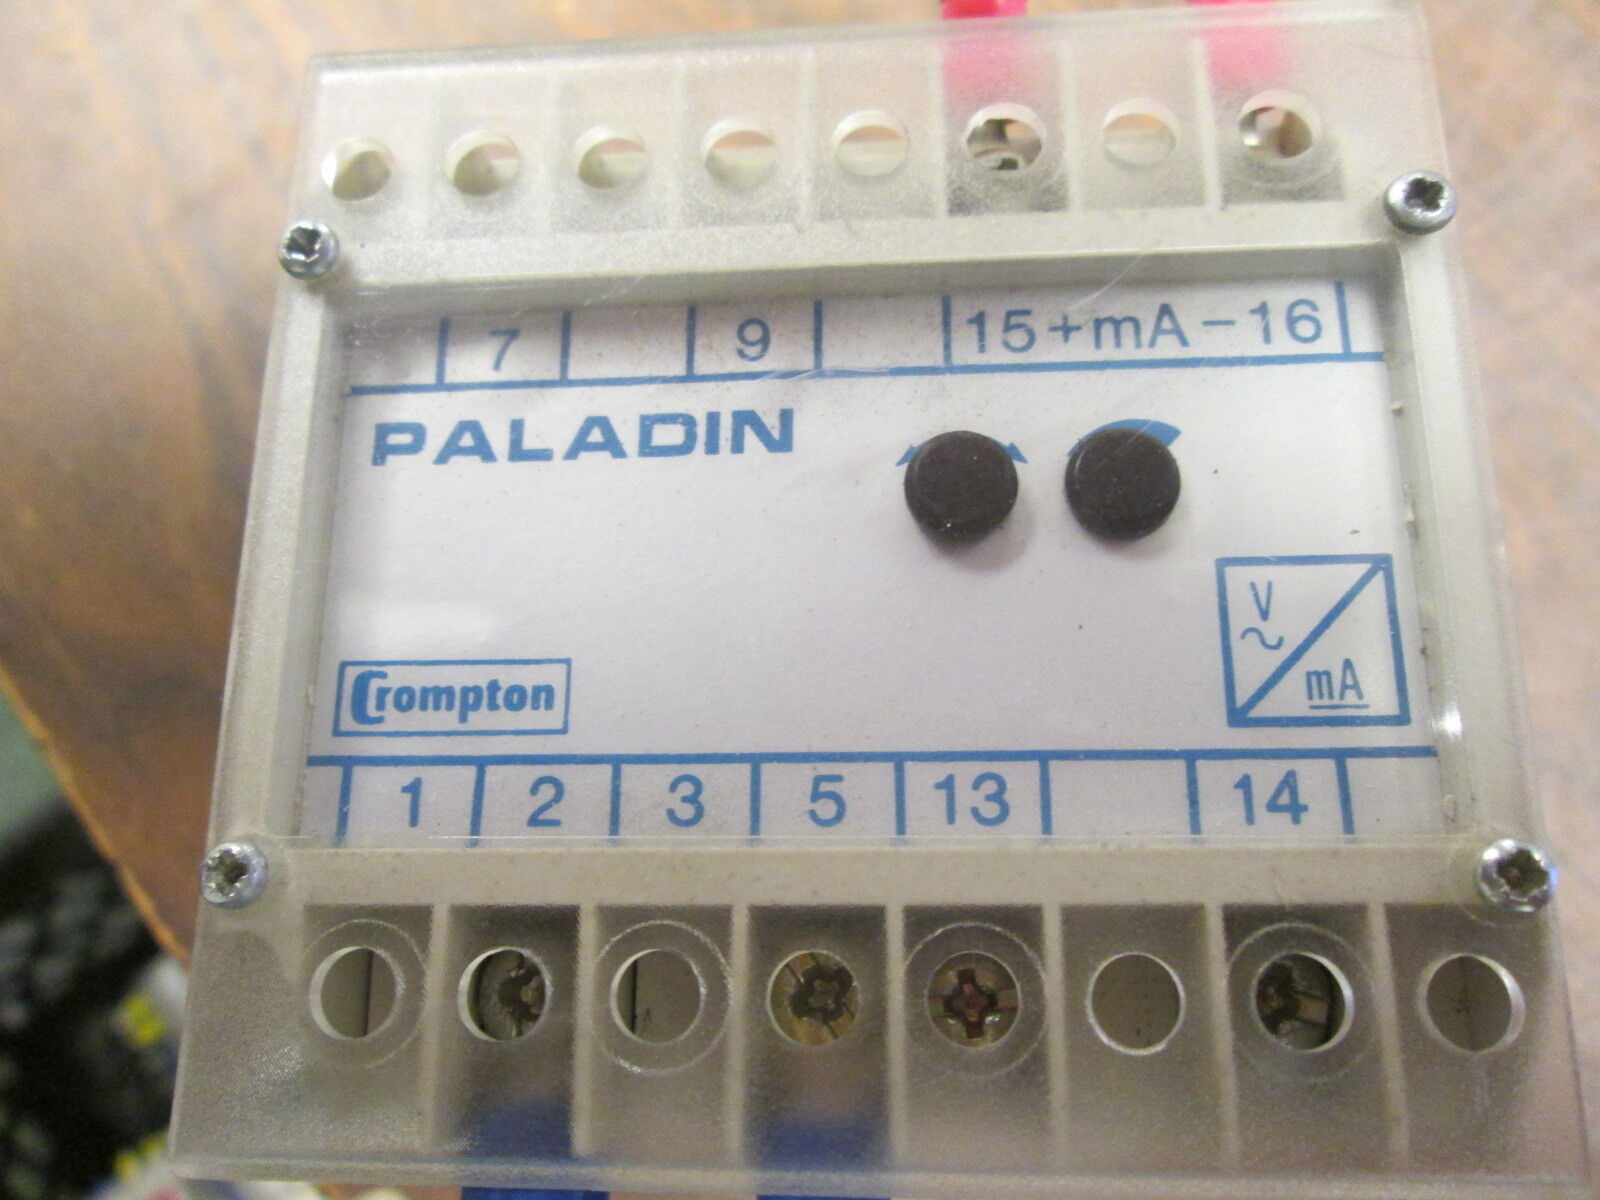 7 9 15+mA-16
PALADIN
V
~
mA
Crompton
1 2 3 5 13 14